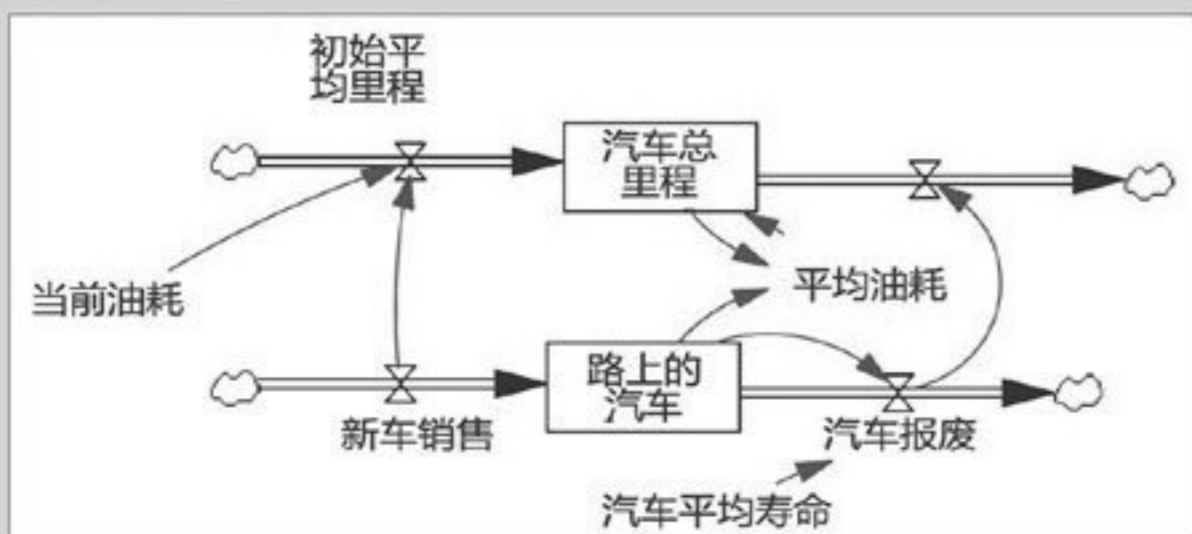 初始平
均里程
汽车总
里程
当前油耗
平均油耗
路上的
汽车
新车销售
汽车报废
汽车平均寿命